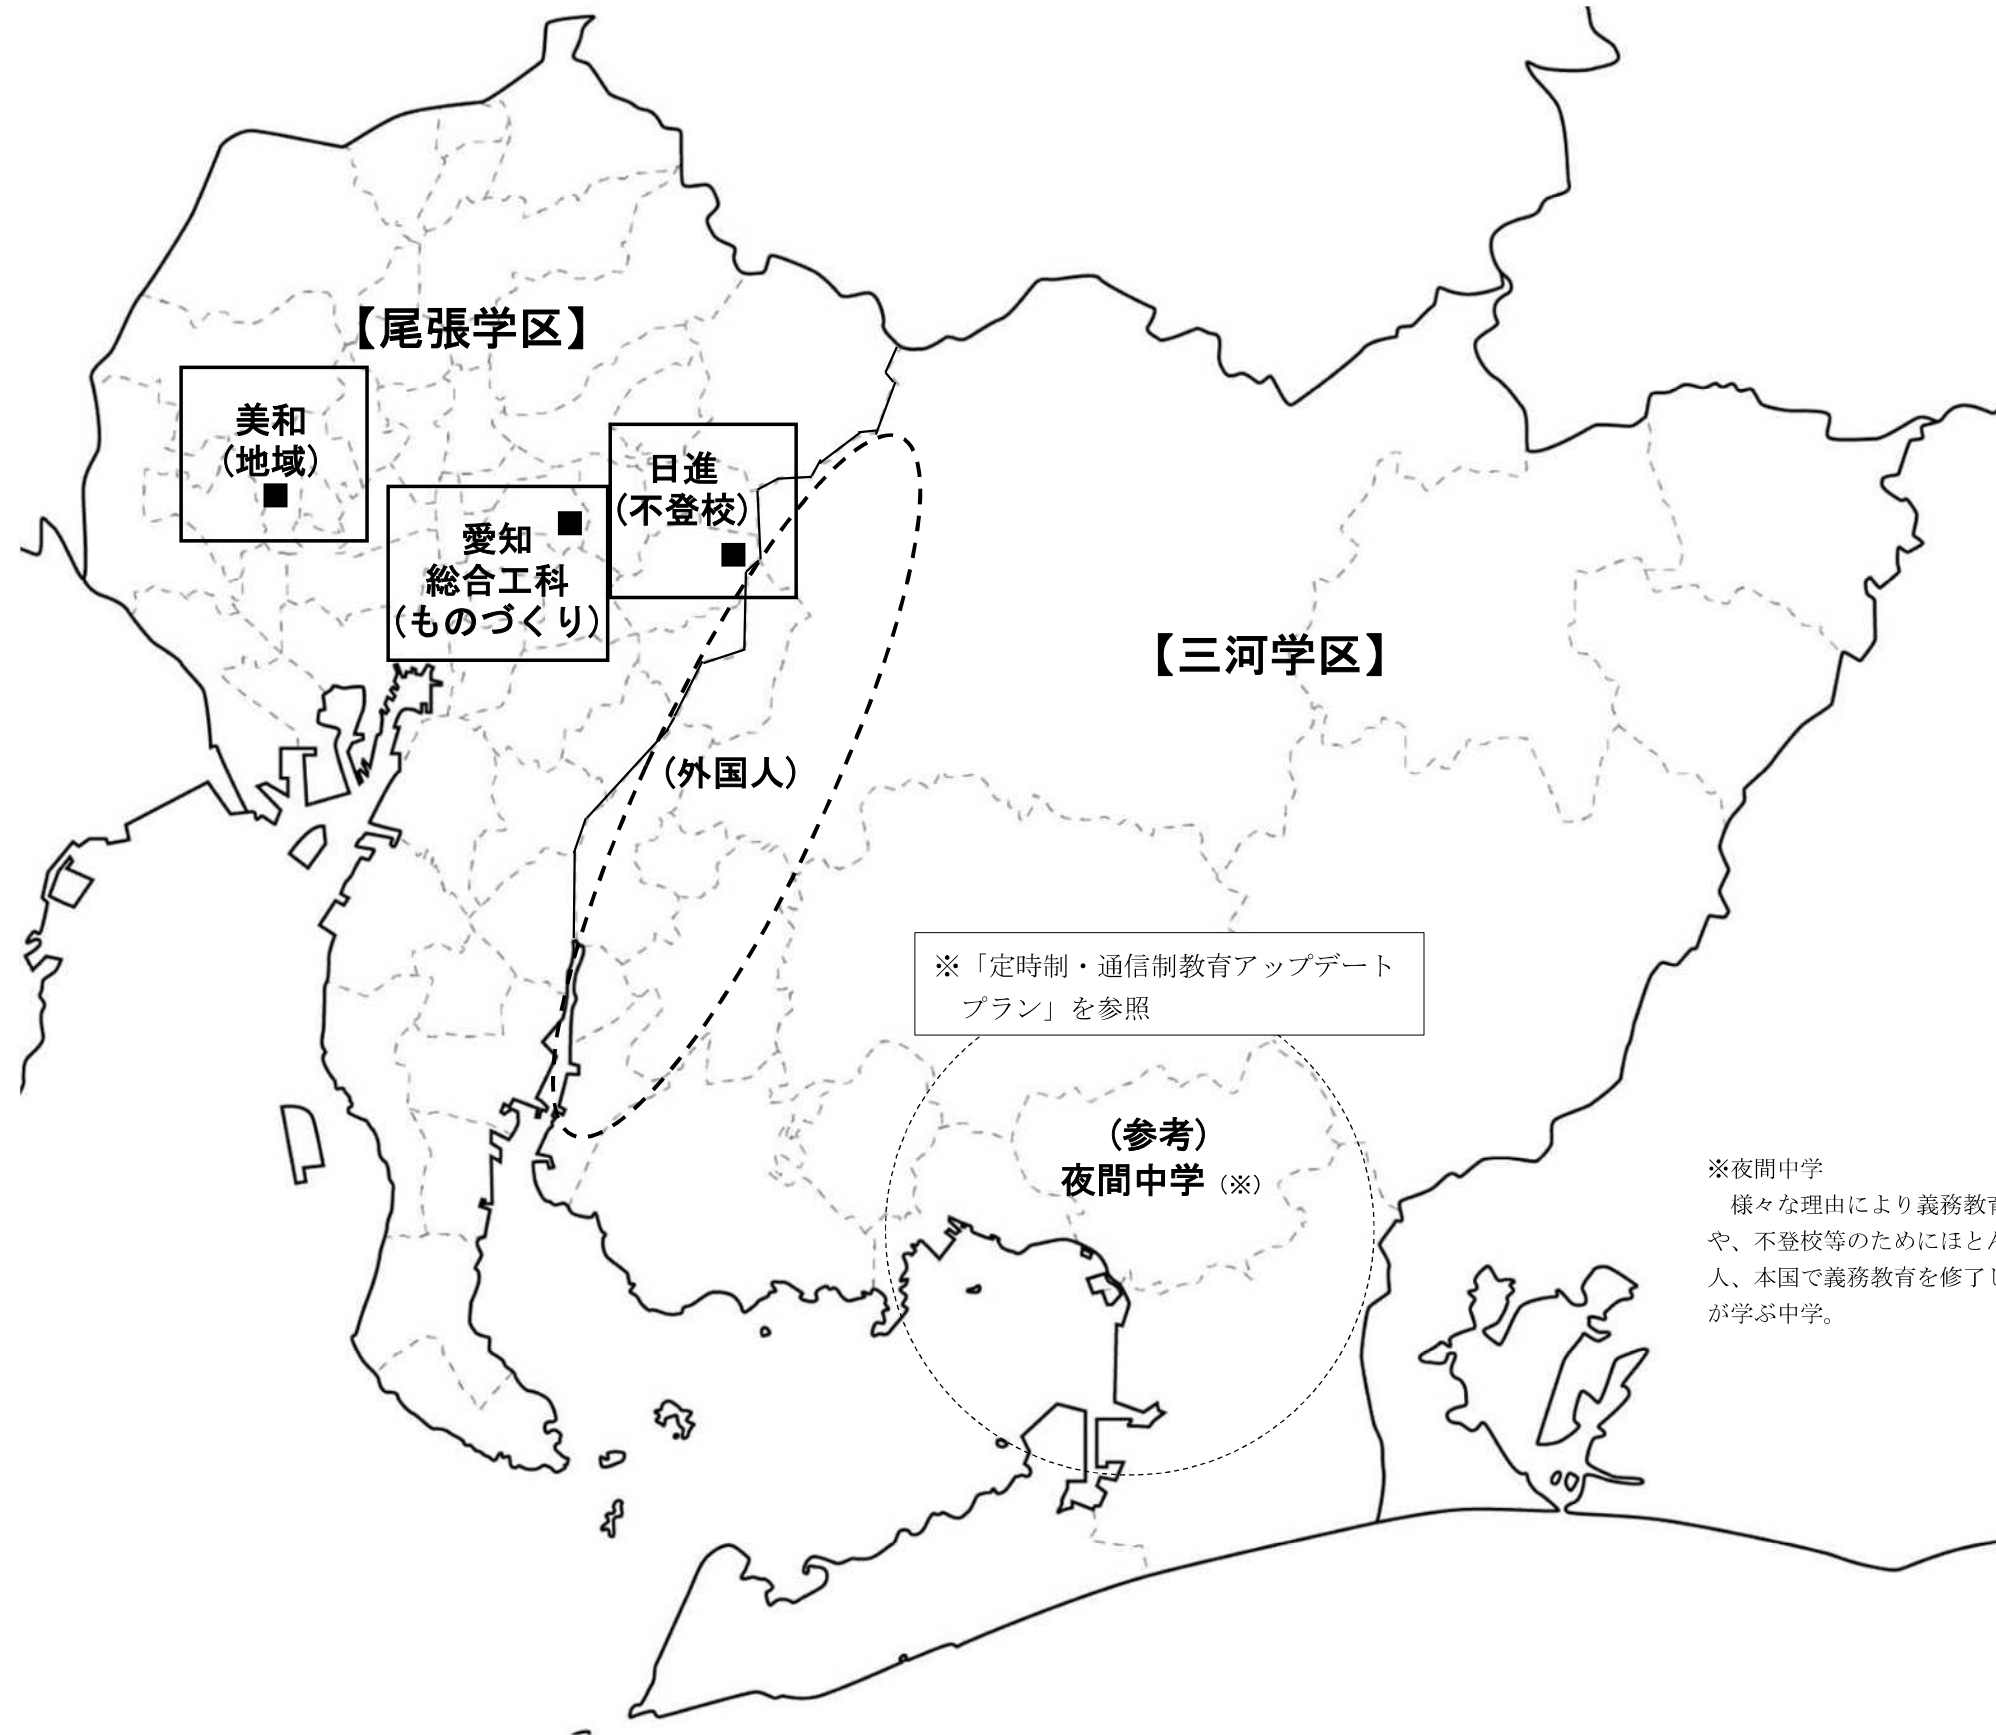 【尾張学区】
美和
(地域)
日進
(不登校)
愛知
総合工科
(ものづくり)
【三河学区】
(外国人)
※「定時制・通信制教育アップデート
プラン」を参照
(参考)
夜間中学 (※)
※夜間中学
様々な理由により義務教育
や、不登校等のためにほとん
人、本国で義務教育を修了し
が学ぶ中学。